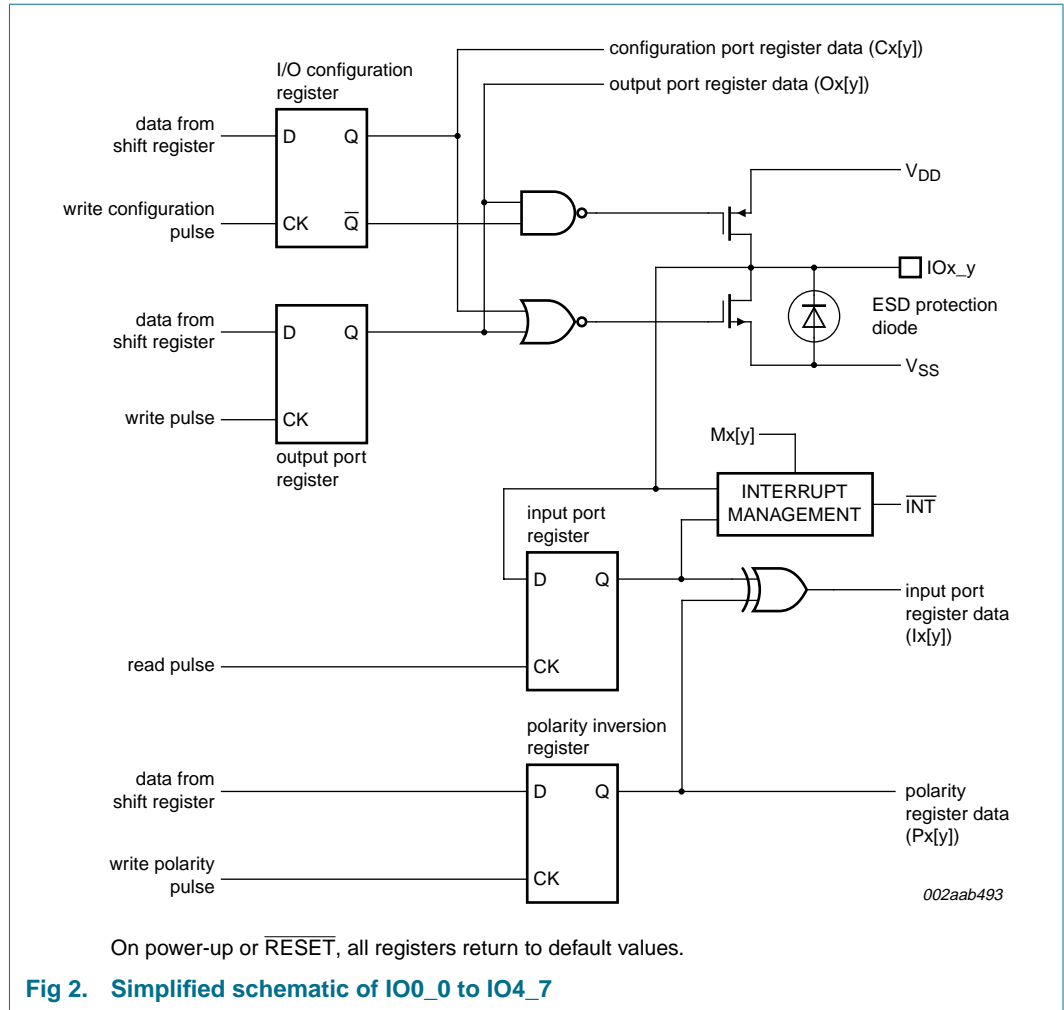 configuration port register data (Cx[y])
I/O configuration
register
output port register data (Ox[y])
data from
shift register
D Q
VDD
write configuration
pulse
CK Q̅
IOx_y
ESD protection
diode
data from
shift register
D Q
VSS
write pulse
CK
Mx[y]
output port
register
INTERRUPT
MANAGEMENT
I̅N̅T̅
input port
register
D Q
input port
register data
(Ix[y])
read pulse
CK
polarity inversion
register
data from
shift register
D Q
polarity
register data
(Px[y])
write polarity
pulse
CK
002aab493
On power-up or R̅E̅S̅E̅T̅, all registers return to default values.
Fig 2. Simplified schematic of IO0_0 to IO4_7